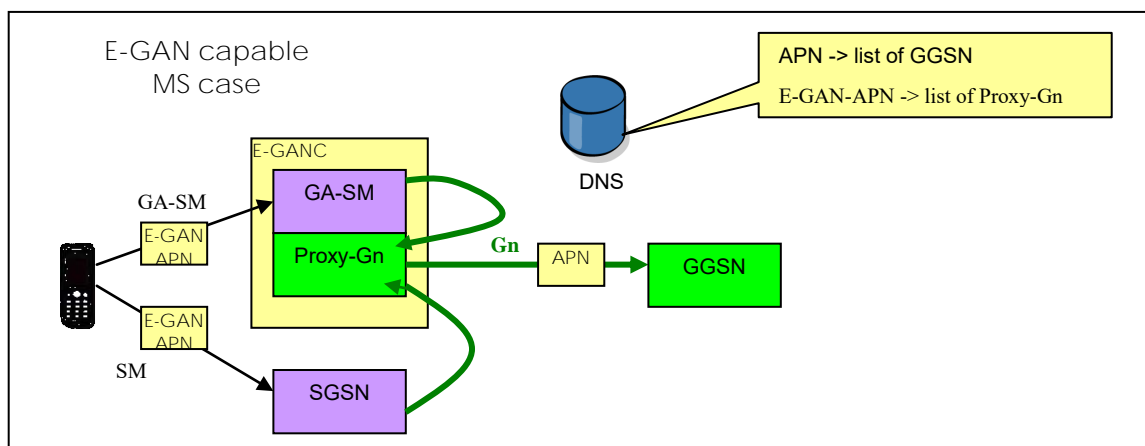 E-GAN capable
MS case
APN -> list of GGSN
E-GAN-APN -> list of Proxy-Gn
DNS
E-GANC
GA-SM
GA-SM
E-GAN
APN
Proxy-Gn
Gn
APN
GGSN
E-GAN
APN
SM
SGSN